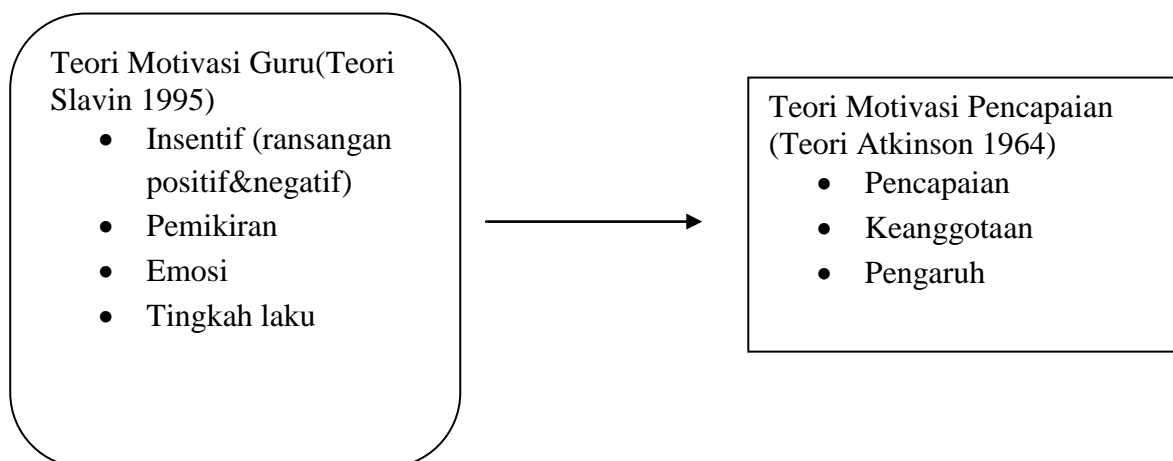 Teori Motivasi Guru(Teori
Slavin 1995)
• Insentif (ransangan
positif&negatif)
• Pemikiran
• Emosi
• Tingkah laku
Teori Motivasi Pencapaian
(Teori Atkinson 1964)
• Pencapaian
• Keanggotaan
• Pengaruh